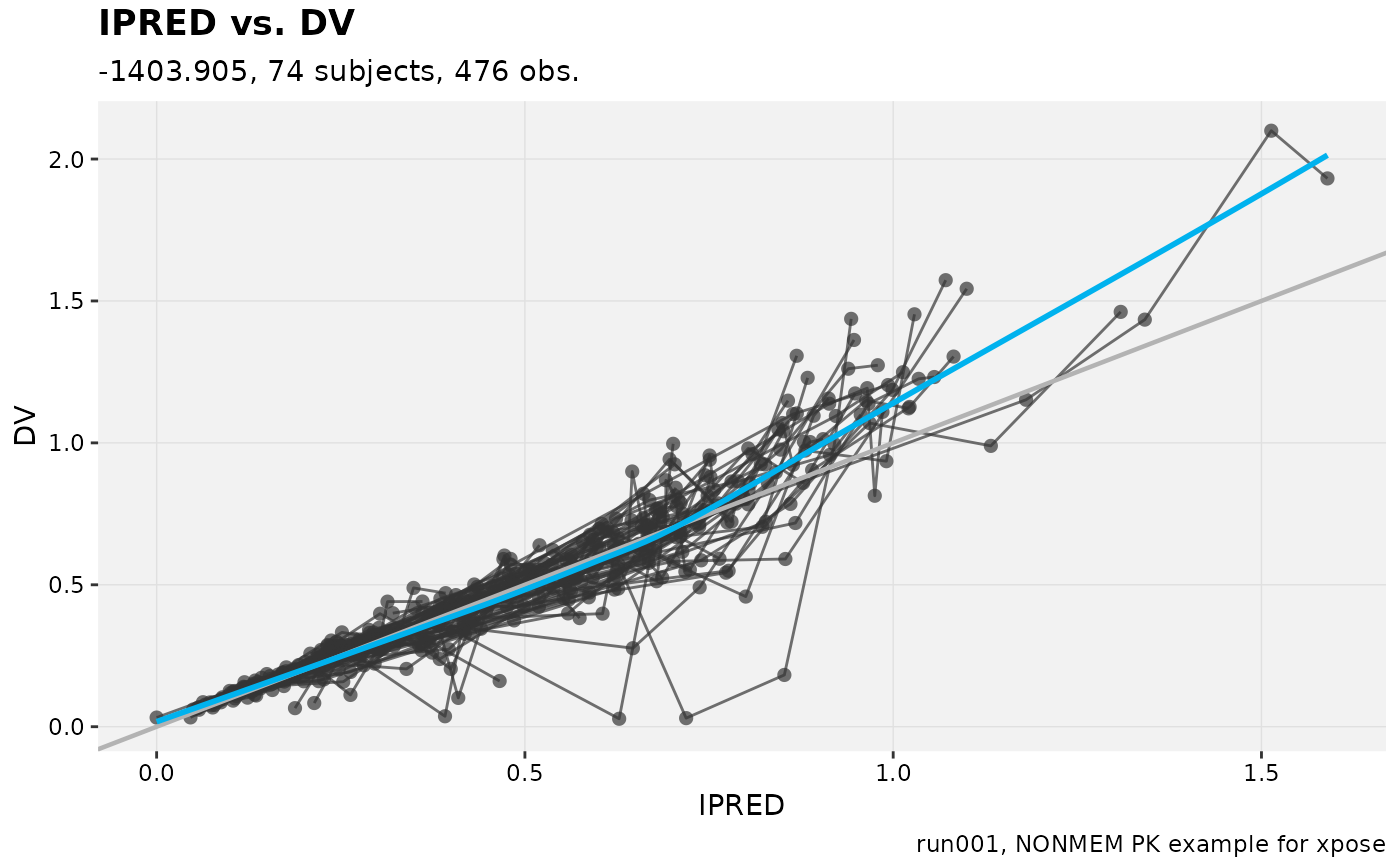 IPRED vs. DV
-1403.905, 74 subjects, 476 obs.
2.0
1.5
1.0
0.5
0.0
DV
0.0 0.5 1.0 1.5
IPRED
run001, NONMEM PK example for xpose